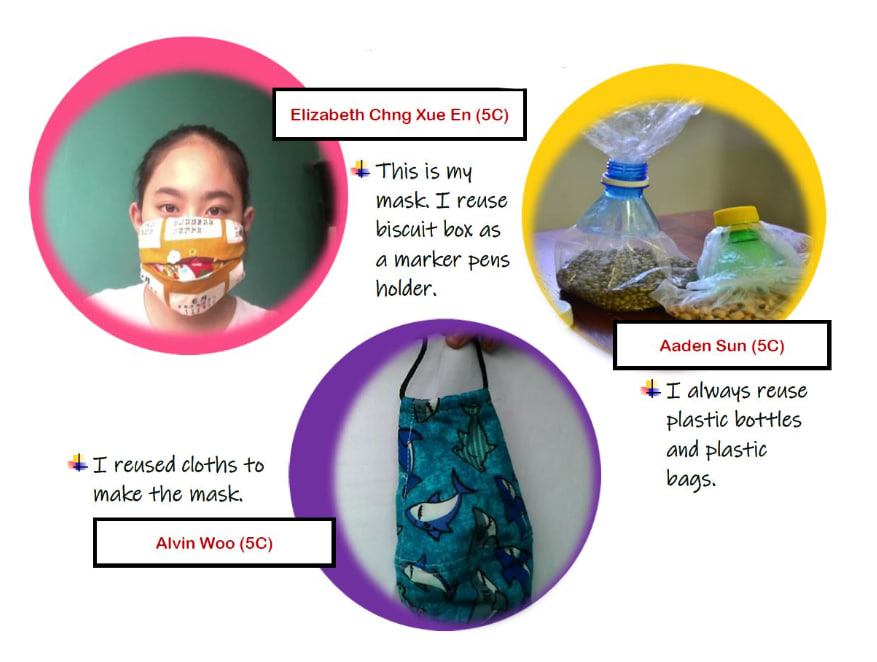 Elizabeth Chng Xue En (5C)
This is my
mask. I reuse
biscuit box as
a marker pens
holder.
Aaden Sun (5C)
I always reuse
plastic bottles
and plastic
bags.
I reused cloths to
make the mask.
Alvin Woo (5C)